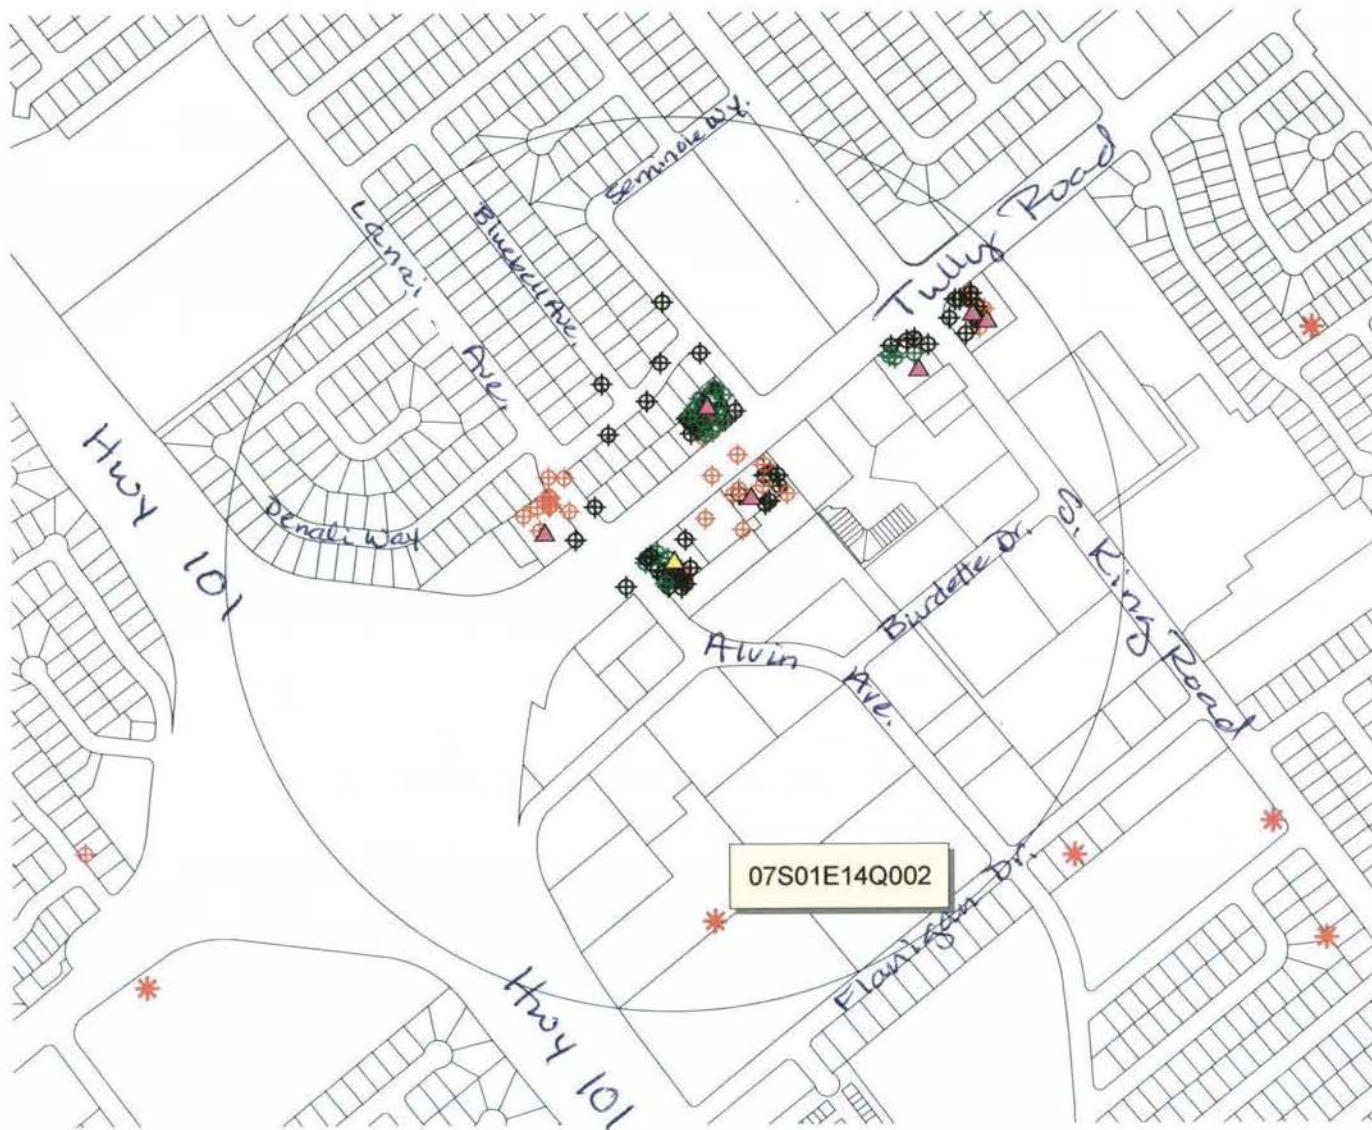 Seminole Wy.
Tully Road
Lanai Ave.
Bluebell Ave.
Hwy 101
Denali Way
Burdette Dr.
S. King Road
Alvin Ave.
07S01E14Q002
Flanigan Dr.
Hwy 101